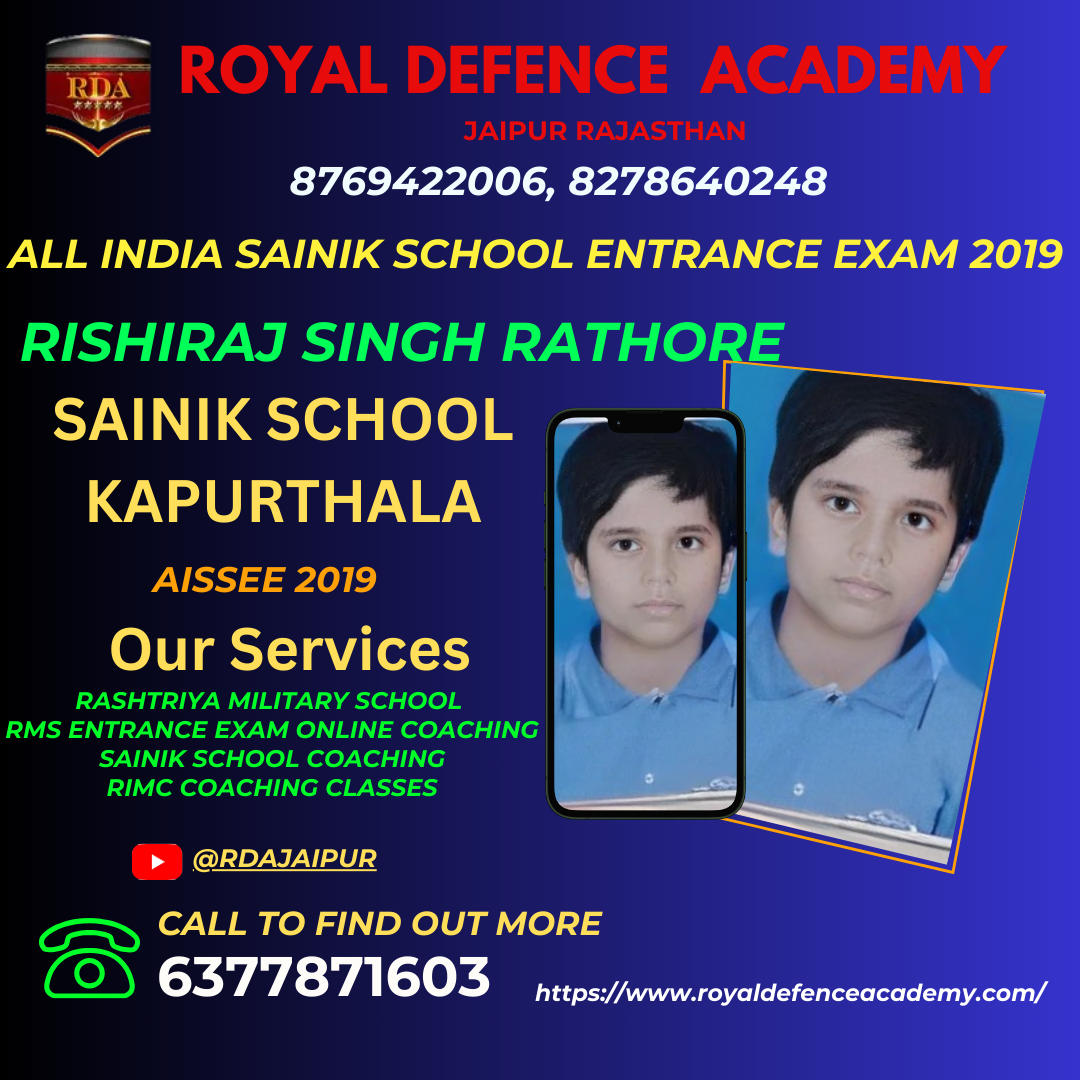 RDA
ROYAL DEFENCE ACADEMY
JAIPUR RAJASTHAN
8769422006, 8278640248
ALL INDIA SAINIK SCHOOL ENTRANCE EXAM 2019
RISHIRAJ SINGH RATHORE
SAINIK SCHOOL
KAPURTHALA
AISSEE 2019
Our Services
RASHTRIYA MILITARY SCHOOL
RMS ENTRANCE EXAM ONLINE COACHING
SAINIK SCHOOL COACHING
RIMC COACHING CLASSES
@RDAJAIPUR
CALL TO FIND OUT MORE
6377871603
https://www.royaldefenceacademy.com/